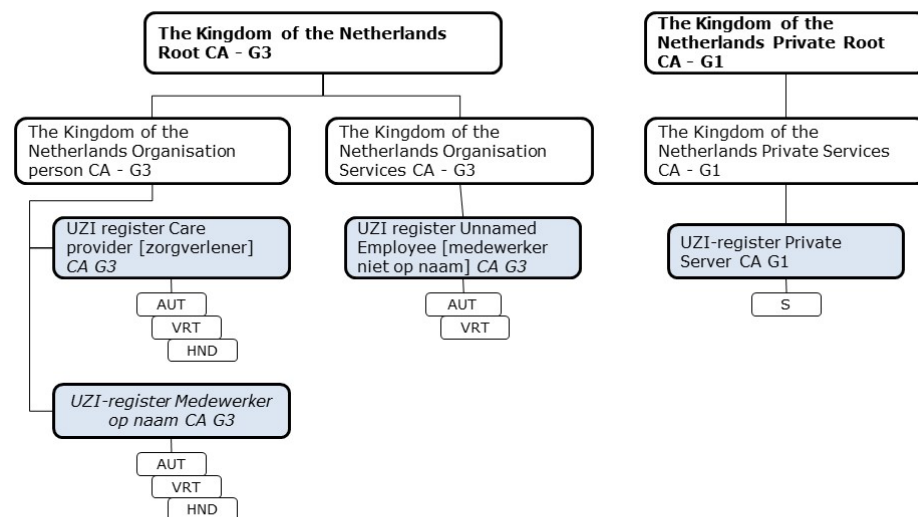 The Kingdom of the Netherlands
Root CA - G3
The Kingdom of the
Netherlands Private Root
CA - G1
The Kingdom of the
Netherlands Organisation
person CA - G3
The Kingdom of the
Netherlands Organisation
Services CA - G3
The Kingdom of the
Netherlands Private Services
CA - G1
UZI register Care
provider [zorgverlener]
CA G3
UZI register Unnamed
Employee [medewerker
niet op naam] CA G3
UZI-register Private
Server CA G1
AUT
VRT
HND
AUT
VRT
S
UZI-register Medewerker
op naam CA G3
AUT
VRT
HND